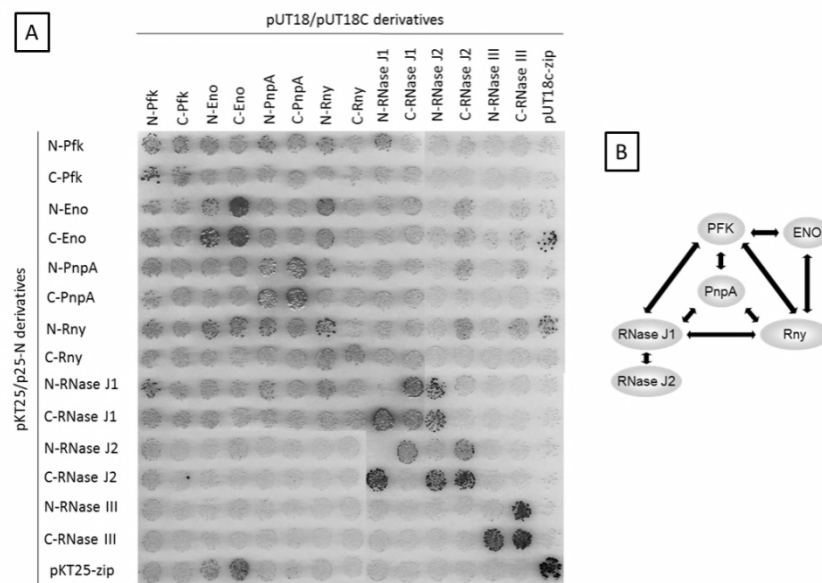 A
pUT18/pUT18C derivatives
N-Pfk
C-Pfk
N-Eno
C-Eno
N-PnpA
C-PnpA
N-Rny
C-Rny
N-RNase J1
C-RNase J1
N-RNase J2
C-RNase J2
N-RNase III
C-RNase III
pUT18c-zip
pKT25/p25-N derivatives
N-Pfk
C-Pfk
N-Eno
C-Eno
N-PnpA
C-PnpA
N-Rny
C-Rny
N-RNase J1
C-RNase J1
N-RNase J2
C-RNase J2
N-RNase III
C-RNase III
pKT25-zip
B
PFK
ENO
PnpA
RNase J1
Rny
RNase J2